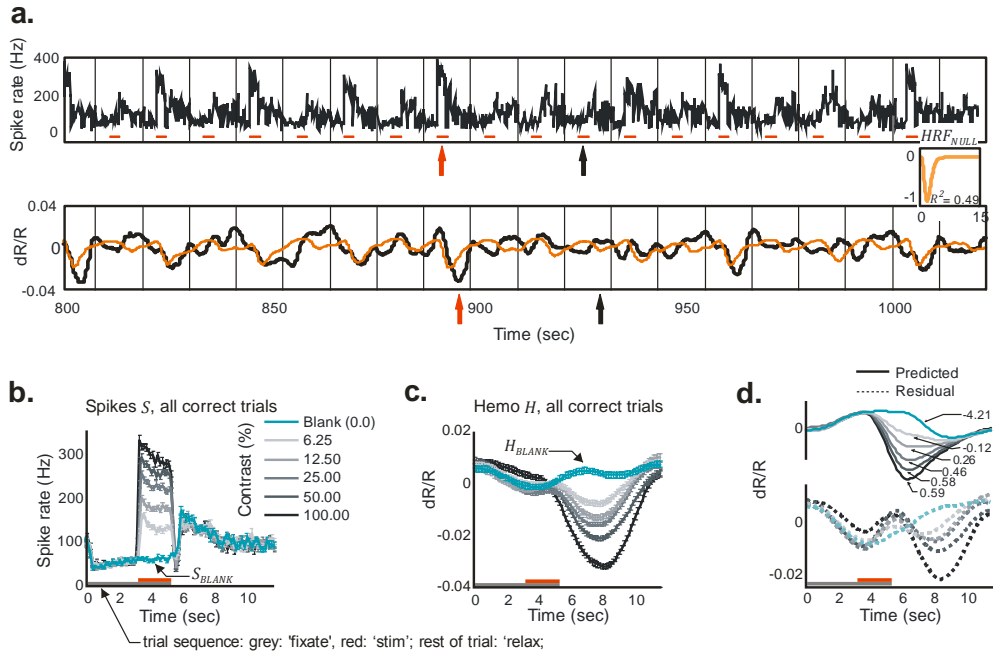 a.
Spike rate (Hz)
400
200
0
HRF_NULL
0
-1
R² = 0.49
0 15
dR/R
0.04
0
-0.04
800 850 900 950 1000
Time (sec)
b.
Spikes S, all correct trials
Spike rate (Hz)
300
200
100
0
Contrast (%)
Blank (0.0)
6.25
12.50
25.00
50.00
100.00
S_BLANK
0 2 4 6 8 10
Time (sec)
trial sequence: grey: 'fixate', red: ‘stim’; rest of trial: ‘relax;
c.
Hemo H, all correct trials
dR/R
0.02
0
-0.02
-0.04
H_BLANK
0 2 4 6 8 10
Time (sec)
d.
Predicted
Residual
dR/R
0
-4.21
-0.12
0.26
0.46
0.58
0.59
0
-0.02
0 2 4 6 8 10
Time (sec)